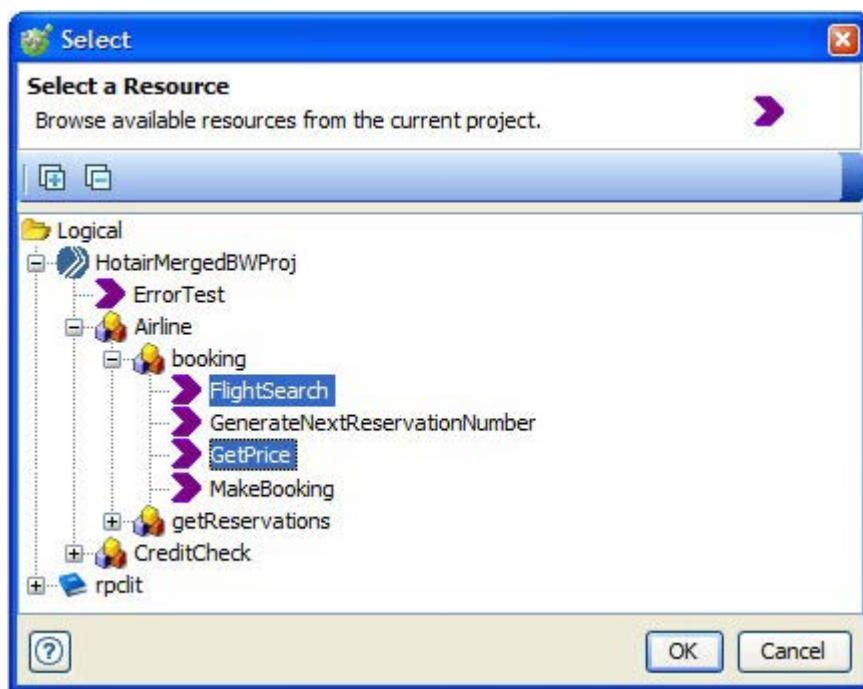 Select
Select a Resource
Browse available resources from the current project.
Logical
HotairMergedBWProj
ErrorTest
Airline
booking
FlightSearch
GenerateNextReservationNumber
GetPrice
MakeBooking
getReservations
CreditCheck
rpclit
OK
Cancel